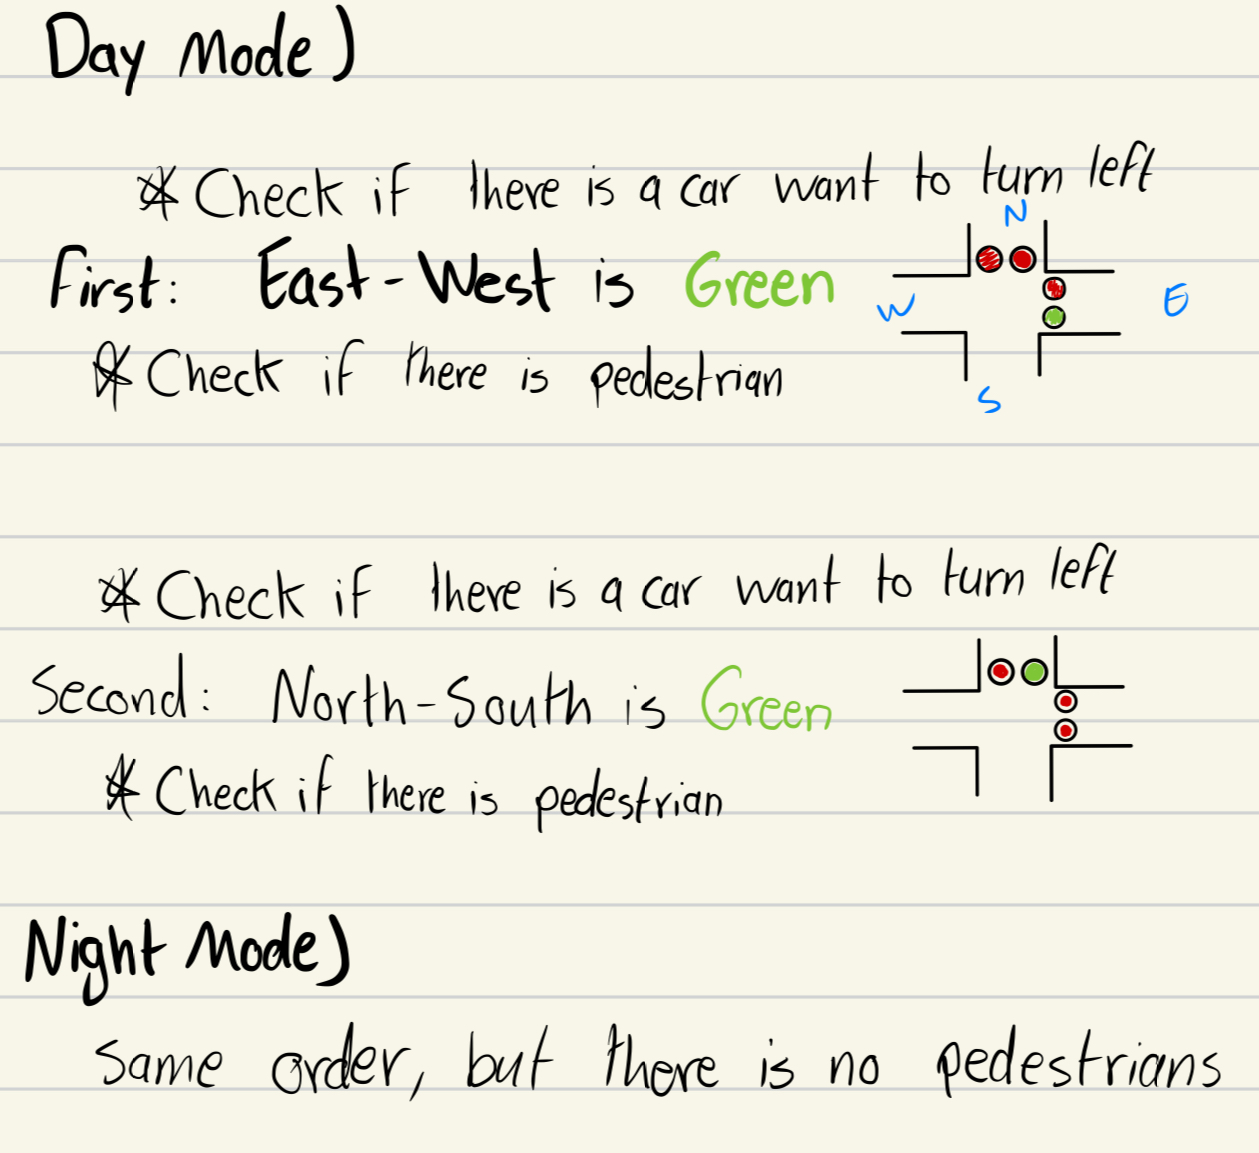 Day Mode)
* Check if there is a car want to turn left
N
First: East-West is Green
W
E
* Check if there is pedestrian
S
* Check if there is a car want to turn left
Second: North-South is Green
* Check if there is pedestrian
Night Mode)
Same order, but there is no pedestrians